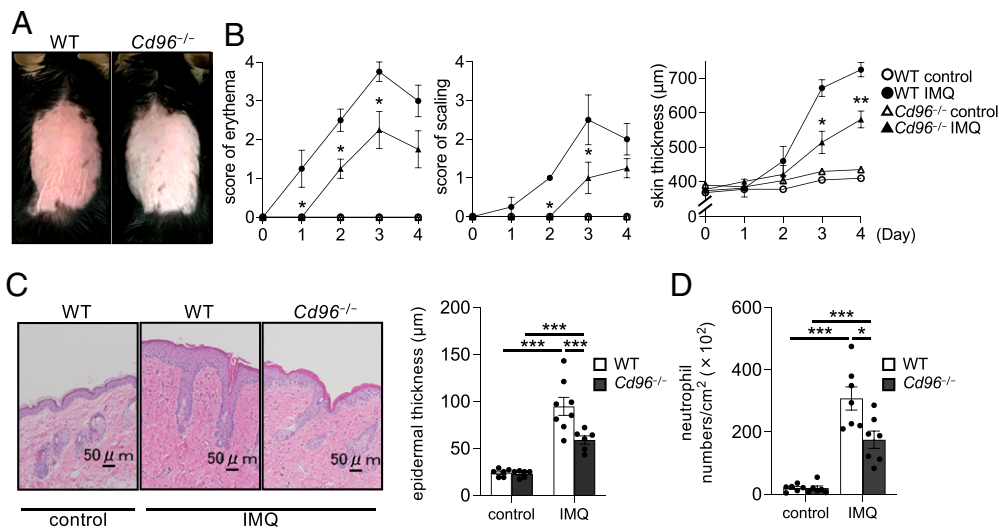 A
WT
Cd96−/−
B
score of erythema
4
3
2
1
0
*
*
*
0
1
2
3
4
score of scaling
4
3
2
1
0
*
*
0
1
2
3
4
skin thickness (μm)
700
600
500
400
0
*
**
0
1
2
3
4
(Day)
WT control
WT IMQ
Cd96−/− control
Cd96−/− IMQ
C
WT
WT
Cd96−/−
50 μm
50 μm
50 μm
control
IMQ
epidermal thickness (μm)
200
150
100
50
0
***
***
***
WT
Cd96−/−
control
IMQ
D
neutrophil
numbers/cm² (×10²)
600
400
200
0
***
***
*
WT
Cd96−/−
control
IMQ